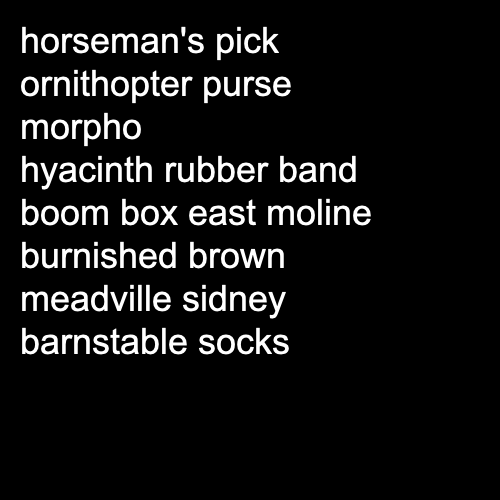 horseman's pick
ornithopter purse
morpho
hyacinth rubber band
boom box east moline
burnished brown
meadville sidney
barnstable socks